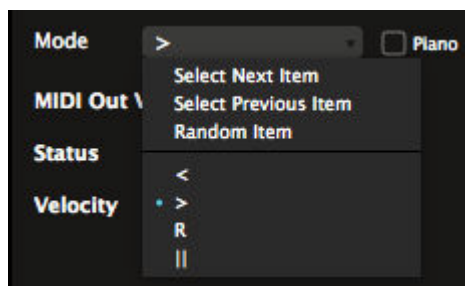 Mode > Piano
Select Next Item
MIDI Out V
Select Previous Item
Random Item
Status
<
Velocity • >
R
||